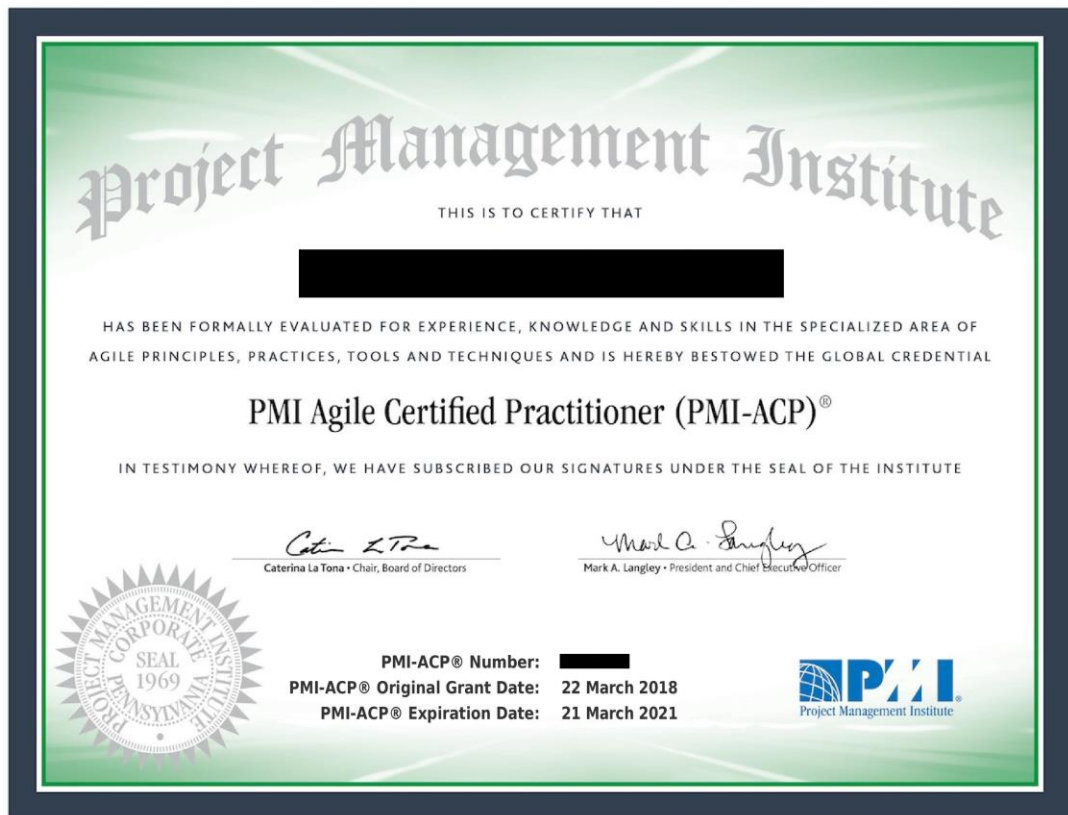 Project Management Institute
THIS IS TO CERTIFY THAT
HAS BEEN FORMALLY EVALUATED FOR EXPERIENCE, KNOWLEDGE AND SKILLS IN THE SPECIALIZED AREA OF
AGILE PRINCIPLES, PRACTICES, TOOLS AND TECHNIQUES AND IS HEREBY BESTOWED THE GLOBAL CREDENTIAL
PMI Agile Certified Practitioner (PMI-ACP)®
IN TESTIMONY WHEREOF, WE HAVE SUBSCRIBED OUR SIGNATURES UNDER THE SEAL OF THE INSTITUTE
Caterina La Tona • Chair, Board of Directors
Mark A. Langley • President and Chief Executive Officer
PROJECT MANAGEMENT INSTITUTE
CORPORATE
SEAL
1969
PENNSYLVANIA
PMI-ACP® Number:
PMI-ACP® Original Grant Date: 22 March 2018
PMI-ACP® Expiration Date: 21 March 2021
PMI®
Project Management Institute